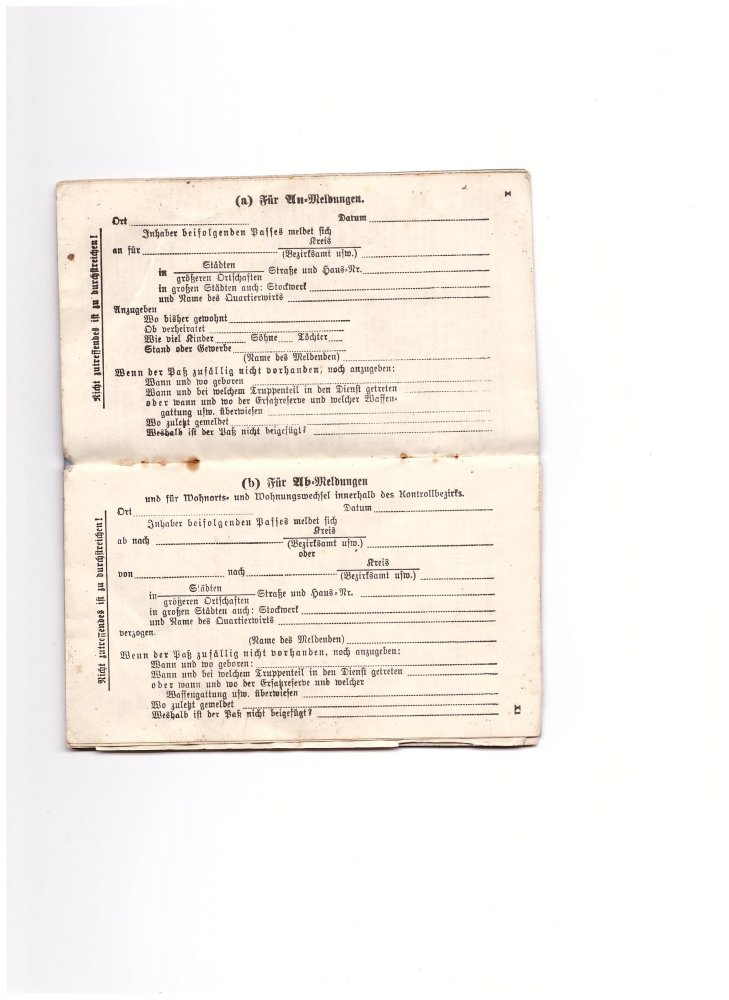 (a) Für An-Meldungen.
Ort Datum
Inhaber beifolgenden Passes meldet sich
an für Kreis
(Bezirksamt usw.)
in Städten Straße und Haus-Nr.
größeren Ortschaften
in großen Städten auch: Stockwerk
und Name des Quartierwirts
Anzugeben
Wo bisher gewohnt
Ob verheiratet
Wie viel Kinder Söhne Töchter
Stand oder Gewerbe
(Name des Meldenden)
Wenn der Paß zufällig nicht vorhanden, noch anzugeben:
Wann und wo geboren
Wann und bei welchem Truppenteil in den Dienst getreten
oder wann und wo der Ersatzreserve und welcher Waffen-
gattung usw. überwiesen
Wo zuletzt gemeldet
Weshalb ist der Paß nicht beigefügt?
Nicht zutreffendes ist zu durchstreichen!
X
(b) Für Ab-Meldungen
und für Wohnorts- und Wohnungswechsel innerhalb des Kontrollbezirks.
Ort Datum
Inhaber beifolgenden Passes meldet sich
ab nach Kreis
(Bezirksamt usw.)
oder
von nach Kreis
(Bezirksamt usw.)
in Städten Straße und Haus-Nr.
größeren Ortschaften
in großen Städten auch: Stockwerk
und Name des Quartierwirts
verzogen.
(Name des Meldenden)
Wenn der Paß zufällig nicht vorhanden, noch anzugeben:
Wann und wo geboren:
Wann und bei welchem Truppenteil in den Dienst getreten
oder wann und wo der Ersatzreserve und welcher
Waffengattung usw. überwiesen
Wo zuletzt gemeldet
Weshalb ist der Paß nicht beigefügt?
Nicht zutreffendes ist zu durchstreichen!